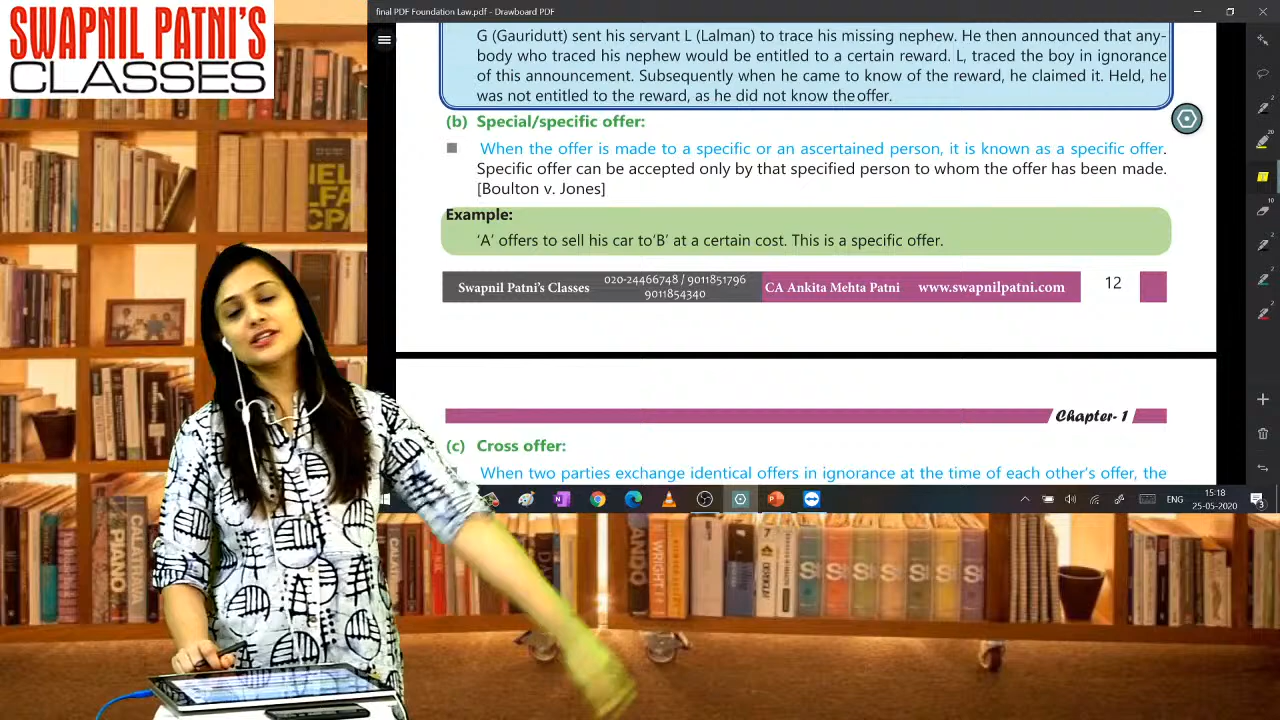 SWAPNIL PATNI'S
CLASSES
final PDF Foundation Law.pdf - Drawboard PDF
G (Gauridutt) sent his servant L (Lalman) to trace his missing nephew. He then announced that any-
body who traced his nephew would be entitled to a certain reward. L, traced the boy in ignorance
of this announcement. Subsequently when he came to know of the reward, he claimed it. Held, he
was not entitled to the reward, as he did not know theoffer.
(b) Special/specific offer:
When the offer is made to a specific or an ascertained person, it is known as a specific offer.
Specific offer can be accepted only by that specified person to whom the offer has been made.
[Boulton v. Jones]
Example:
'A' offers to sell his car to'B' at a certain cost. This is a specific offer.
Swapnil Patni's Classes
020-24466748 / 9011851796
9011854340
CA Ankita Mehta Patni
www.swapnilpatni.com
12
Chapter- 1
(c) Cross offer:
When two parties exchange identical offers in ignorance at the time of each other's offer, the
ENG
15:18
25-05-2020
PIANO
WRIGHT